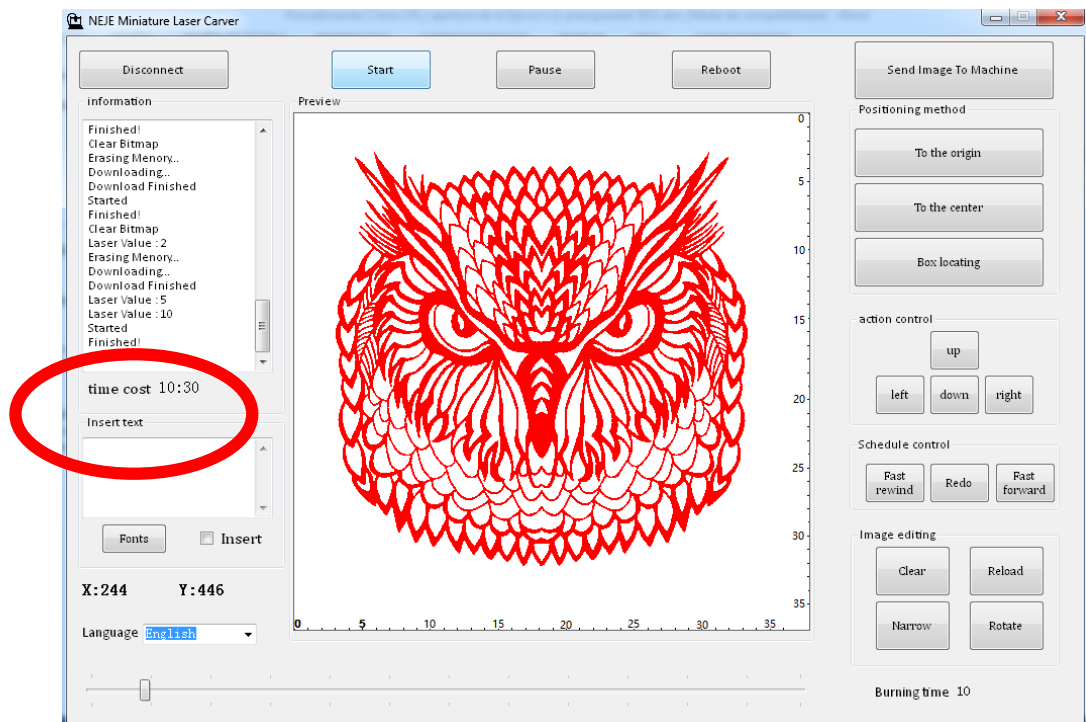 NEJE Miniature Laser Carver
Disconnect
Start
Pause
Reboot
Send Image To Machine
information
Finished!
Clear Bitmap
Erasing Menory...
Downloading...
Download Finished
Started
Finished!
Clear Bitmap
Laser Value : 2
Erasing Menory...
Downloading...
Download Finished
Laser Value : 5
Laser Value : 10
Started
Finished!
time cost 10:30
Insert text
Fonts
Insert
X:244 Y:446
Language English
Preview
0
5
10
15
20
25
30
35
0 5 10 15 20 25 30 35
Positioning method
To the origin
To the center
Box locating
action control
up
left down right
Schedule control
Fast
rewind
Redo
Fast
forward
Image editing
Clear Reload
Narrow Rotate
Burning time 10